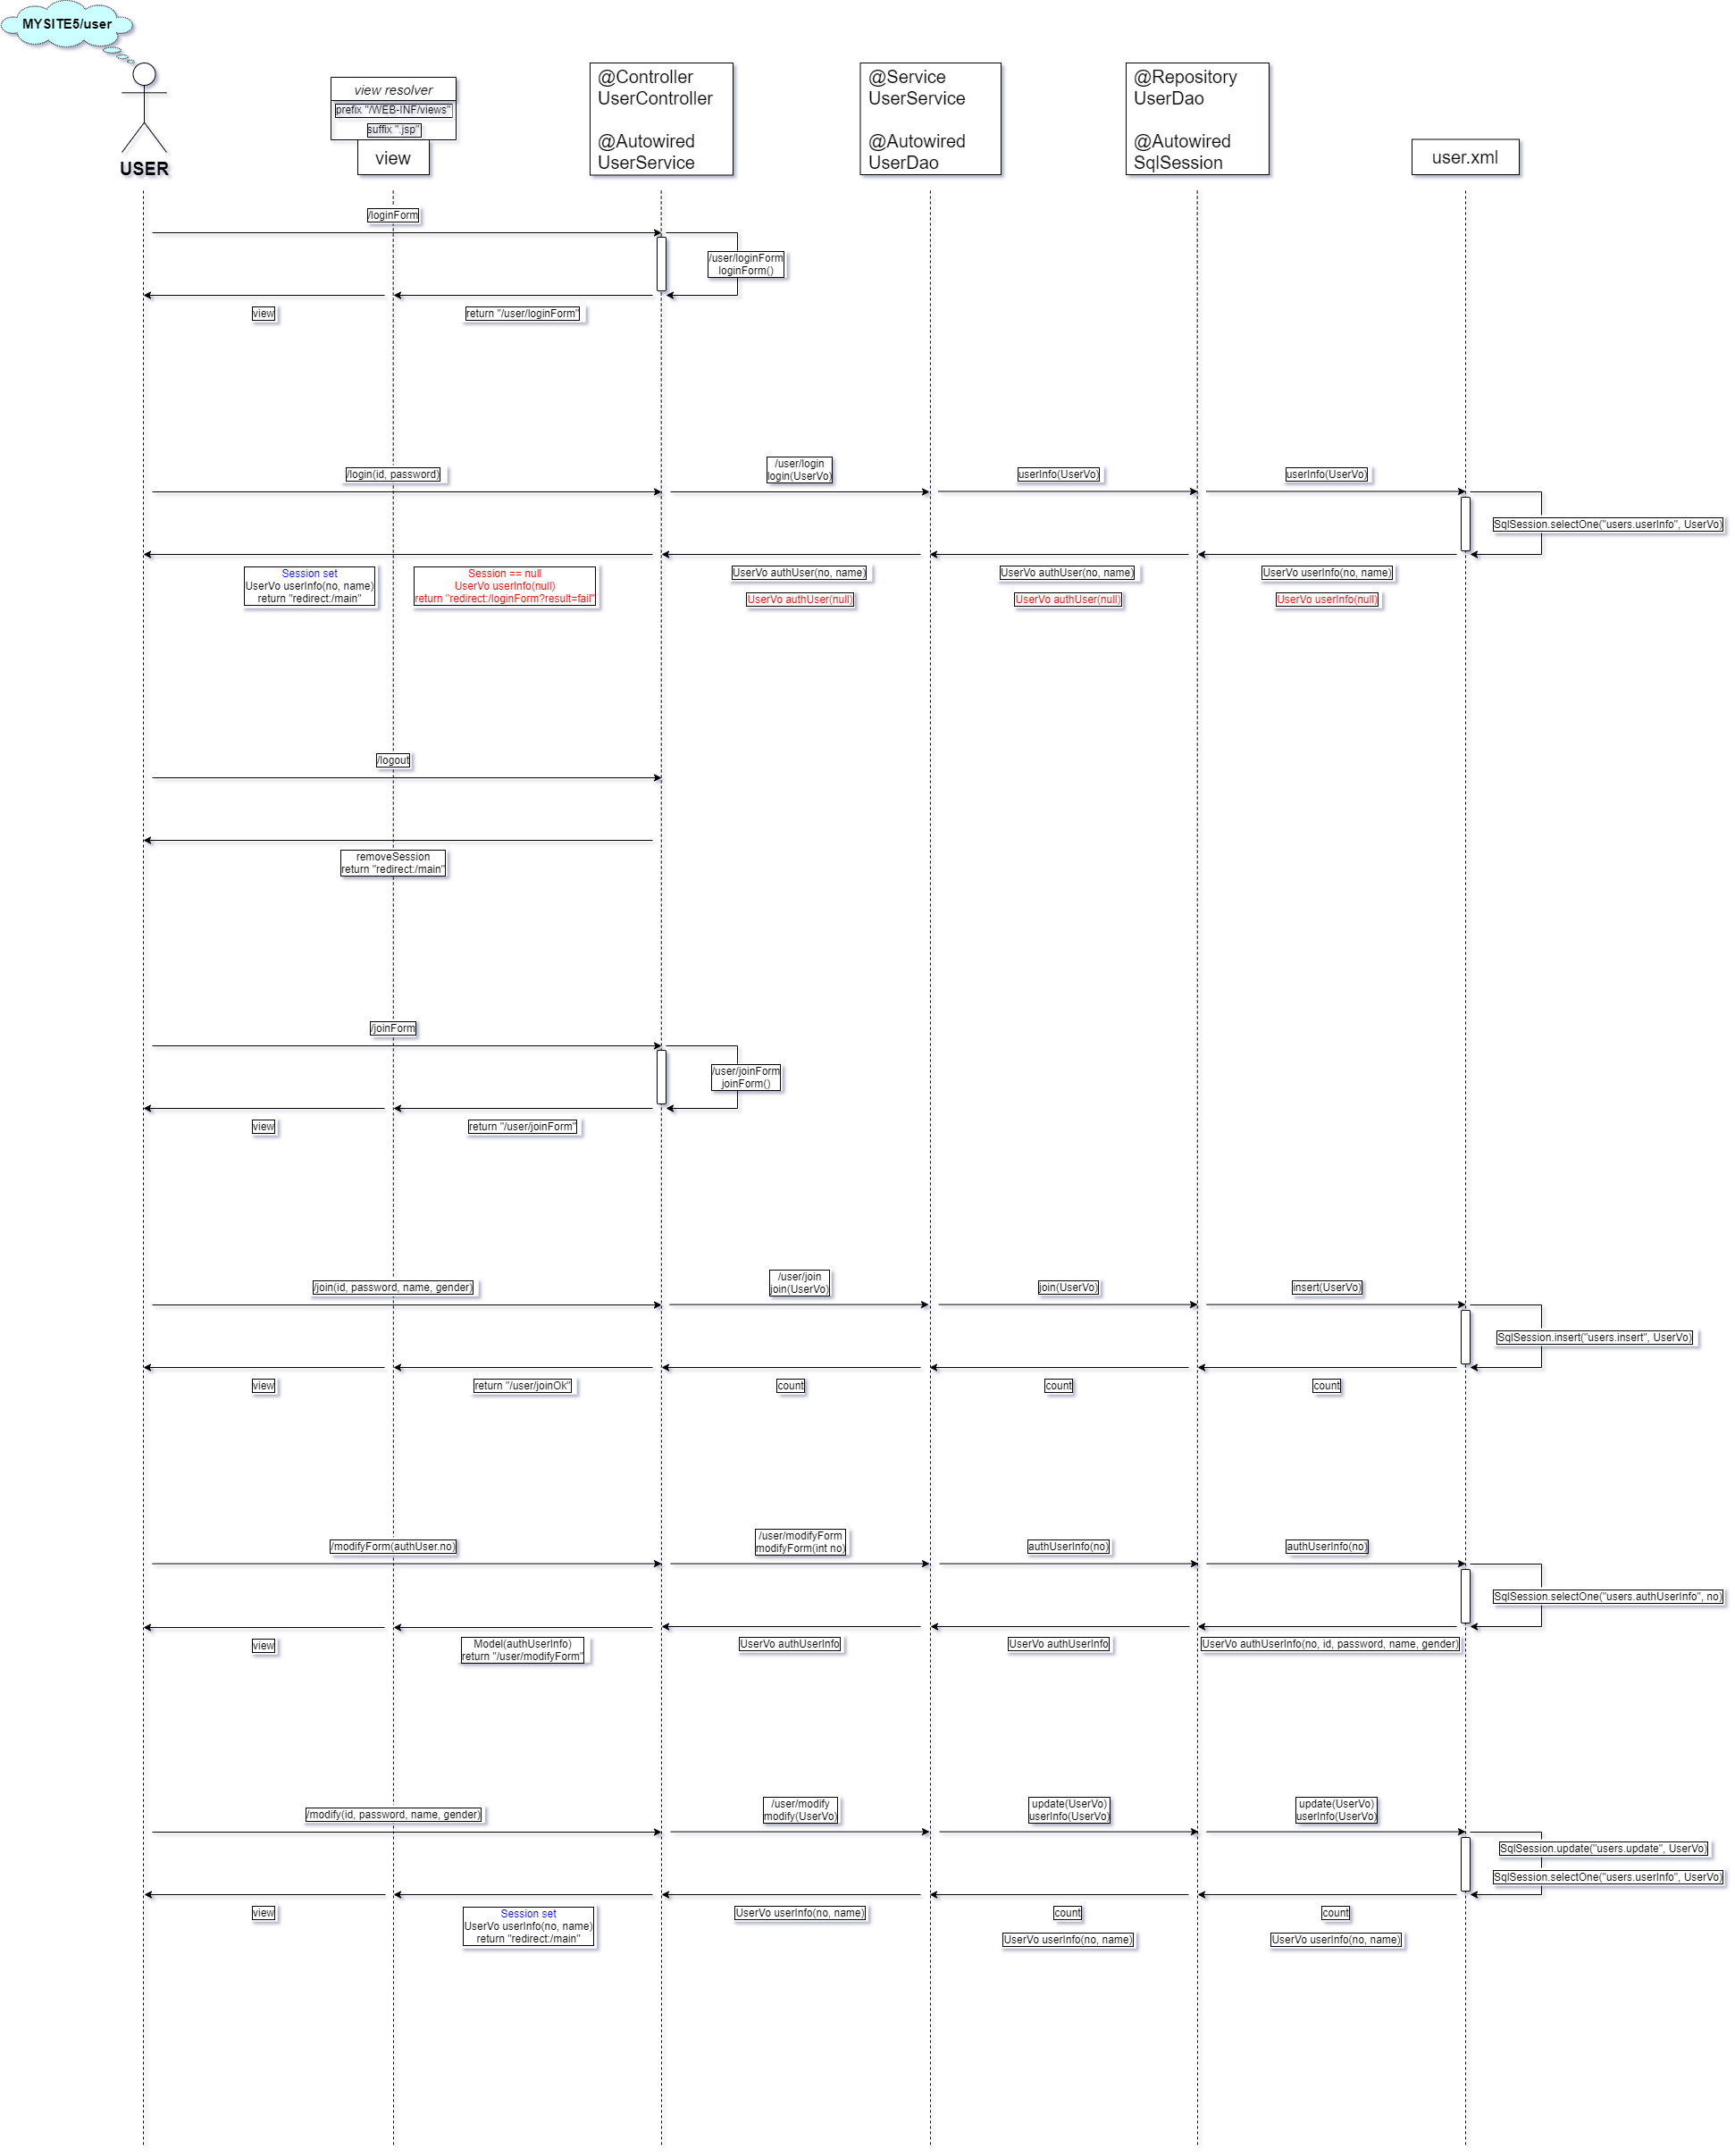 MYSITE5/user
USER
view resolver
prefix "/WEB-INF/views"
suffix ".jsp"
view
@Controller
UserController
@Autowired
UserService
@Service
UserService
@Autowired
UserDao
@Repository
UserDao
@Autowired
SqlSession
user.xml
/loginForm
/user/loginForm
loginForm()
view
return "/user/loginForm"
/login(id, password)
/user/login
login(UserVo)
userInfo(UserVo)
userInfo(UserVo)
SqlSession.selectOne("users.userInfo", UserVo)
Session set
UserVo userInfo(no, name)
return "redirect:/main"
Session == null
UserVo userInfo(null)
return "redirect:/loginForm?result=fail"
UserVo authUser(no, name)
UserVo authUser(null)
UserVo authUser(no, name)
UserVo authUser(null)
UserVo userInfo(no, name)
UserVo userInfo(null)
/logout
removeSession
return "redirect:/main"
/joinForm
/user/joinForm
joinForm()
view
return "/user/joinForm"
/join(id, password, name, gender)
/user/join
join(UserVo)
join(UserVo)
insert(UserVo)
SqlSession.insert("users.insert", UserVo)
view
return "/user/joinOk"
count
count
count
/modifyForm(authUser.no)
/user/modifyForm
modifyForm(int no)
authUserInfo(no)
authUserInfo(no)
SqlSession.selectOne("users.authUserInfo", no)
view
Model(authUserInfo)
return "/user/modifyForm"
UserVo authUserInfo
UserVo authUserInfo
UserVo authUserInfo(no, id, password, name, gender)
/modify(id, password, name, gender)
/user/modify
modify(UserVo)
update(UserVo)
userInfo(UserVo)
update(UserVo)
userInfo(UserVo)
SqlSession.update("users.update", UserVo)
SqlSession.selectOne("users.userInfo", UserVo)
view
Session set
UserVo userInfo(no, name)
return "redirect:/main"
UserVo userInfo(no, name)
count
UserVo userInfo(no, name)
count
UserVo userInfo(no, name)